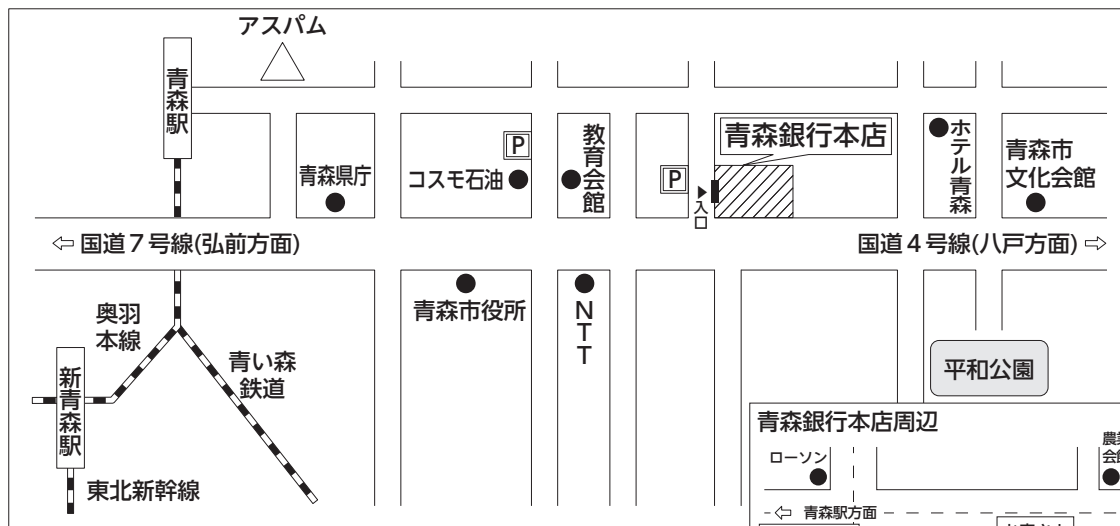 アスパム
青森駅
青森県庁
P
コスモ石油
教育会館
P
青森銀行本店
入口
ホテル青森
青森市
文化会館
⇦ 国道7号線(弘前方面)
国道4号線(八戸方面) ⇨
青森市役所
NTT
奥羽
本線
青い森
鉄道
新青森駅
東北新幹線
平和公園
青森銀行本店周辺
ローソン
⇦ 青森駅方面